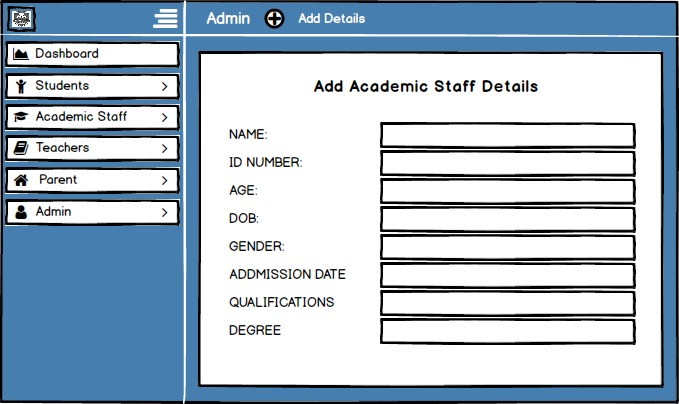 Admin Add Details
Dashboard
Students
Academic Staff
Teachers
Parent
Admin
Add Academic Staff Details
NAME:
ID NUMBER:
AGE:
DOB:
GENDER:
ADDMISSION DATE
QUALIFICATIONS
DEGREE